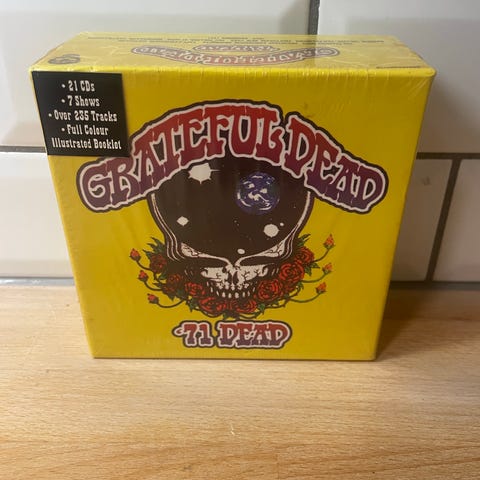 • 21 CDs
• 7 Shows
• Over 235 Tracks
• Full Colour
Illustrated Booklet
GRATEFUL DEAD
'71 DEAD